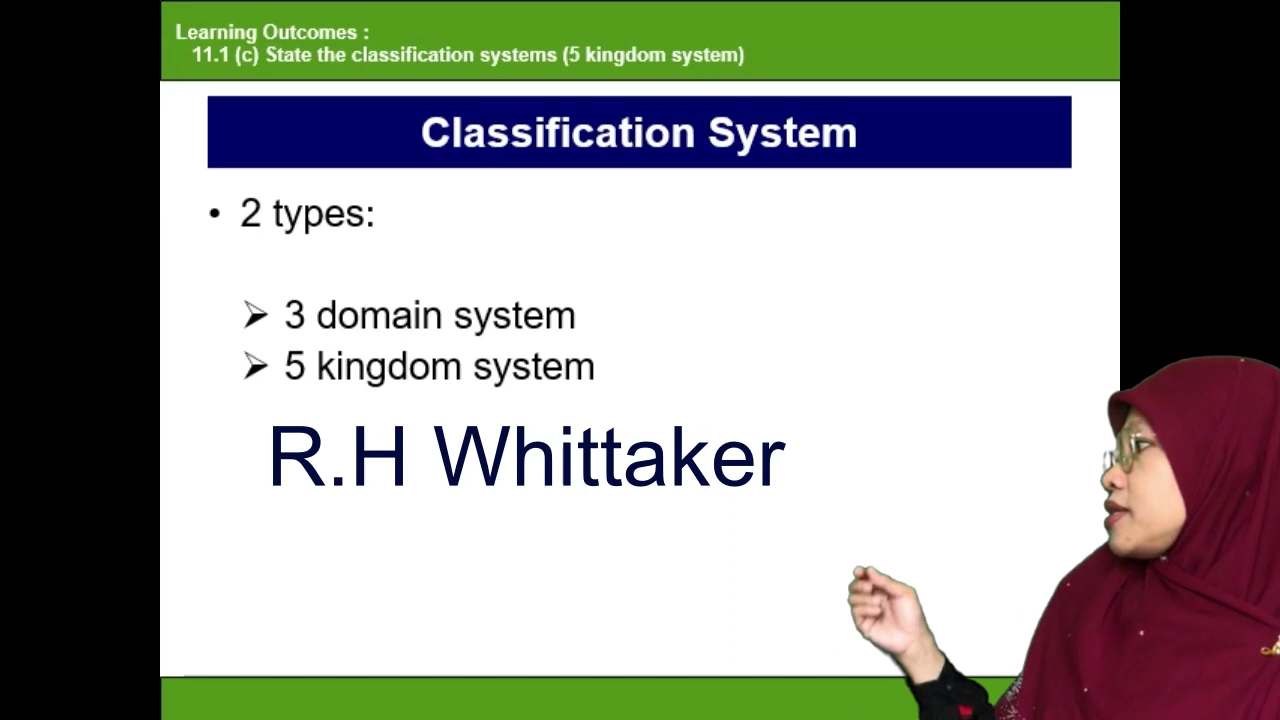 Learning Outcomes :
11.1 (c) State the classification systems (5 kingdom system)
Classification System
• 2 types:
➢ 3 domain system
➢ 5 kingdom system
R.H Whittaker